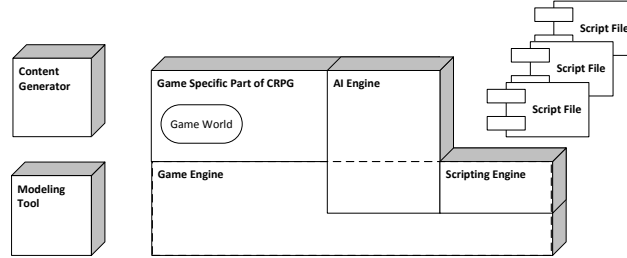 Script File
Script File
Script File
Content
Generator
Game Specific Part of CRPG
AI Engine
Game World
Modeling
Tool
Game Engine
Scripting Engine